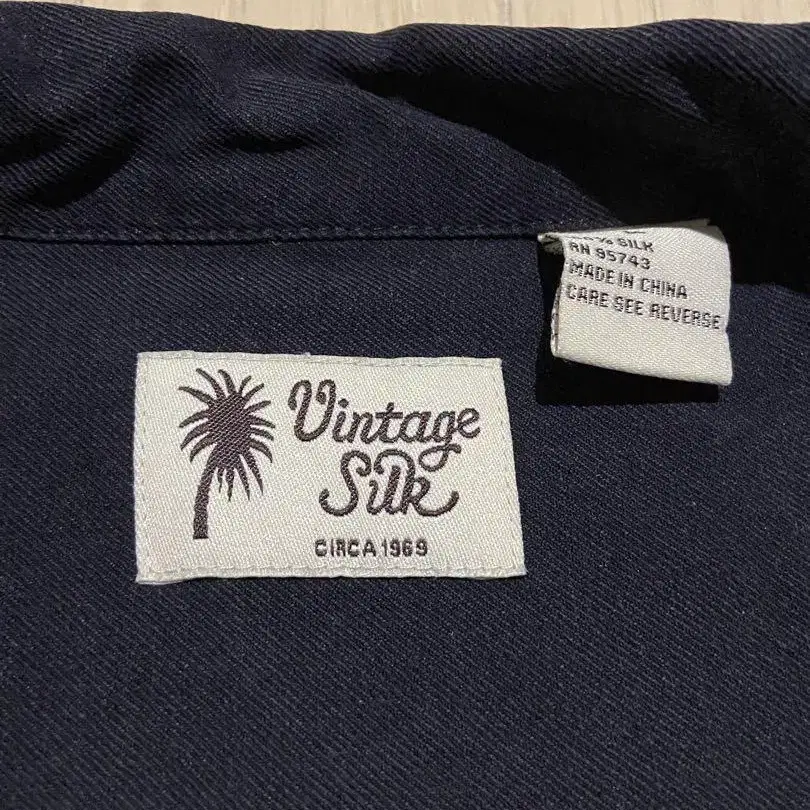 SILK
RN 95743
MADE IN CHINA
CARE SEE REVERSE
Vintage
Silk
CIRCA 1969